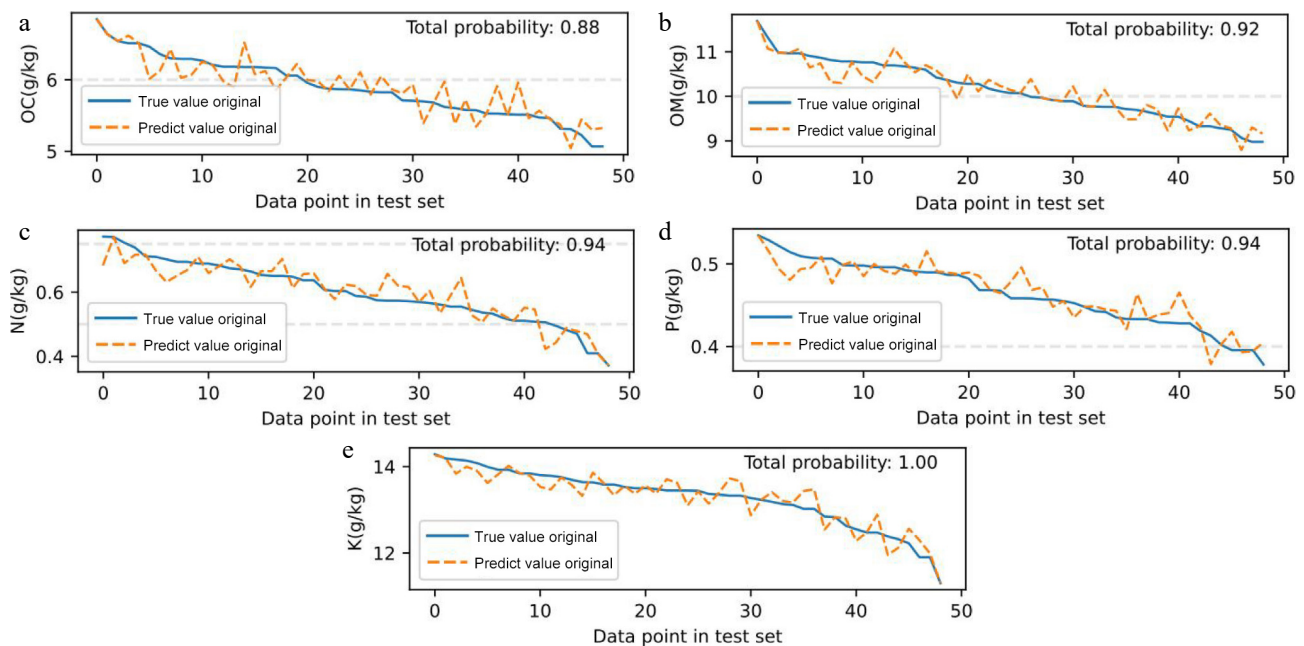 a
Total probability: 0.88
OC(g/kg)
6
5
True value original
Predict value original
0 10 20 30 40 50
Data point in test set
b
Total probability: 0.92
OM(g/kg)
11
10
9
True value original
Predict value original
0 10 20 30 40 50
Data point in test set
c
Total probability: 0.94
N(g/kg)
0.6
0.4
True value original
Predict value original
0 10 20 30 40 50
Data point in test set
d
Total probability: 0.94
P(g/kg)
0.5
0.4
True value original
Predict value original
0 10 20 30 40 50
Data point in test set
e
Total probability: 1.00
K(g/kg)
14
12
True value original
Predict value original
0 10 20 30 40 50
Data point in test set